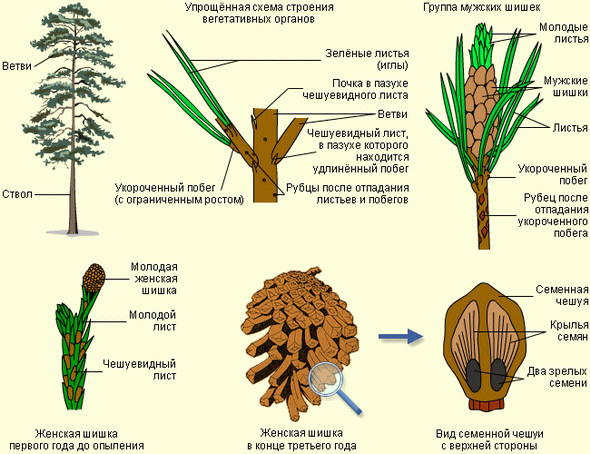 Ветви
Ствол
Упрощённая схема строения
вегетативных органов
Зелёные листья
(иглы)
Почка в пазухе
чешуевидного листа
Ветви
Чешуевидный лист,
в пазухе которого
находится
удлинённый побег
Укороченный побег
(с ограниченным ростом)
Рубцы после отпадания
листьев и побегов
Группа мужских шишек
Молодые
листья
Мужские
шишки
Листья
Укороченный
побег
Рубец после
отпадания
укороченного
побега
Молодая
женская
шишка
Молодой
лист
Чешуевидный
лист
Женская шишка
первого года до опыления
Женская шишка
в конце третьего года
Семенная
чешуя
Крылья
семян
Два зрелых
семени
Вид семенной чешуи
с верхней стороны